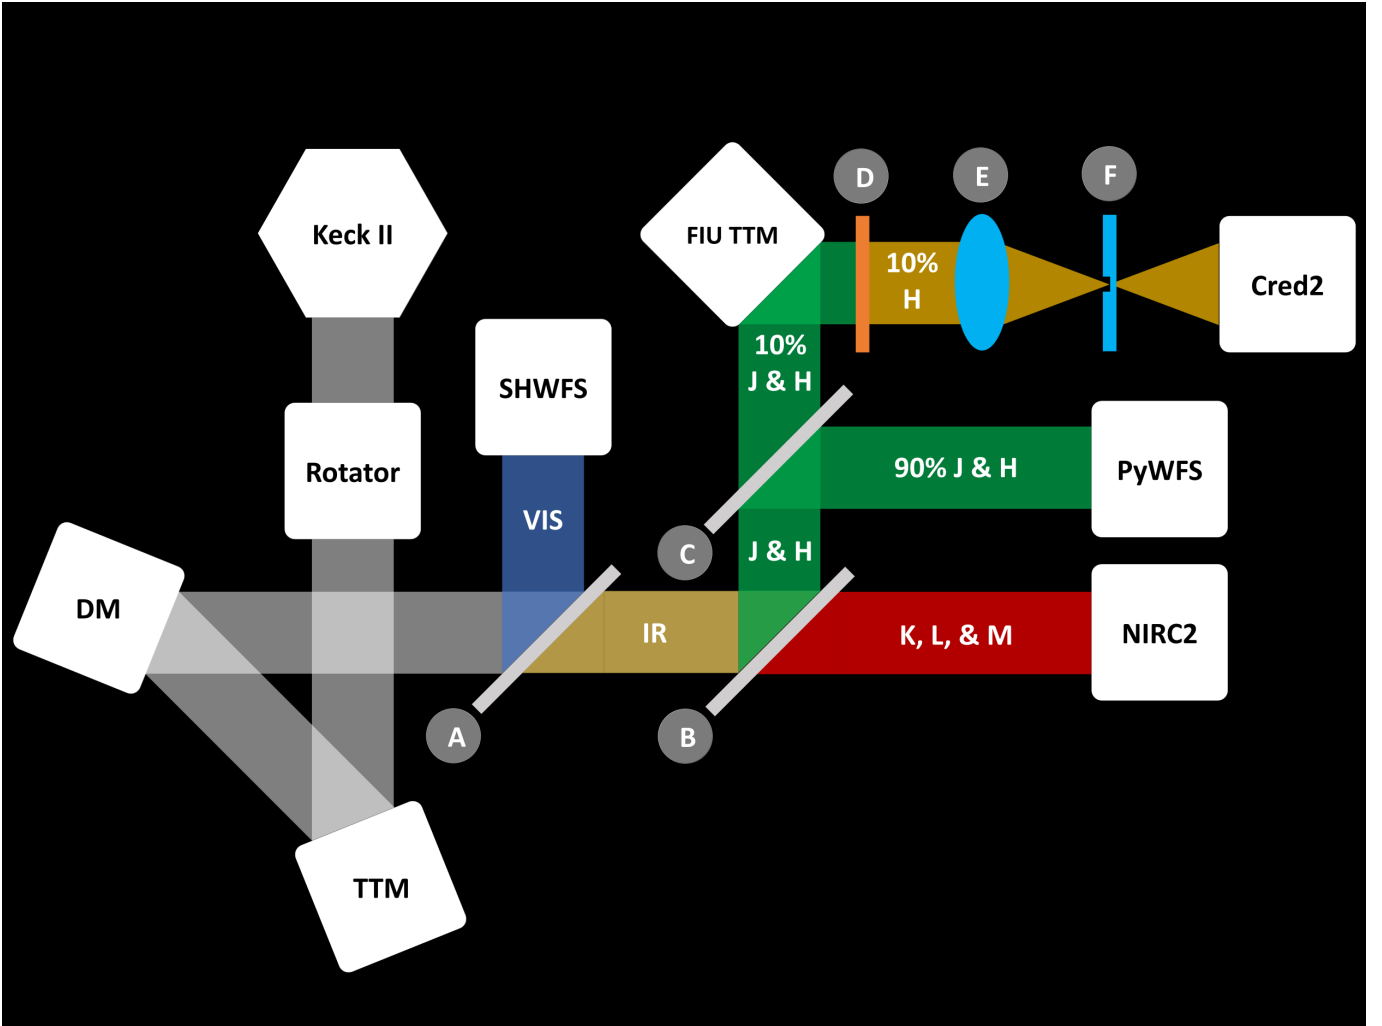 D
E
F
Keck II
FIU TTM
10%
H
Cred2
10%
J & H
SHWFS
Rotator
90% J & H
PyWFS
VIS
C
J & H
DM
IR
K, L, & M
NIRC2
A
B
TTM